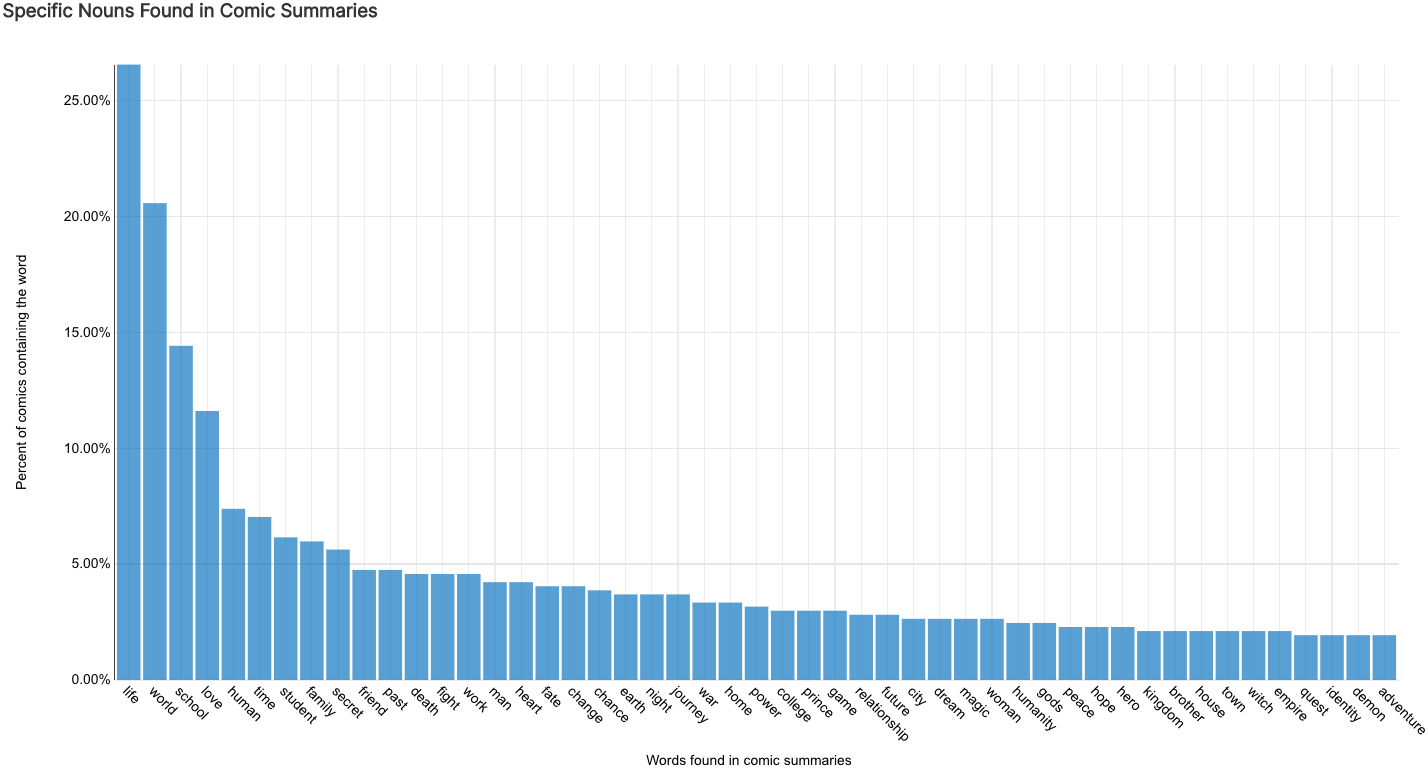 Specific Nouns Found in Comic Summaries
Percent of comics containing the word
25.00%
20.00%
15.00%
10.00%
5.00%
0.00%
life
world
school
love
human
time
student
family
secret
friend
past
death
fight
work
man
heart
fate
change
chance
earth
night
journey
war
home
power
college
prince
game
relationship
future
city
dream
magic
woman
humanity
gods
peace
hope
hero
kingdom
brother
house
town
witch
empire
quest
identity
demon
adventure
Words found in comic summaries